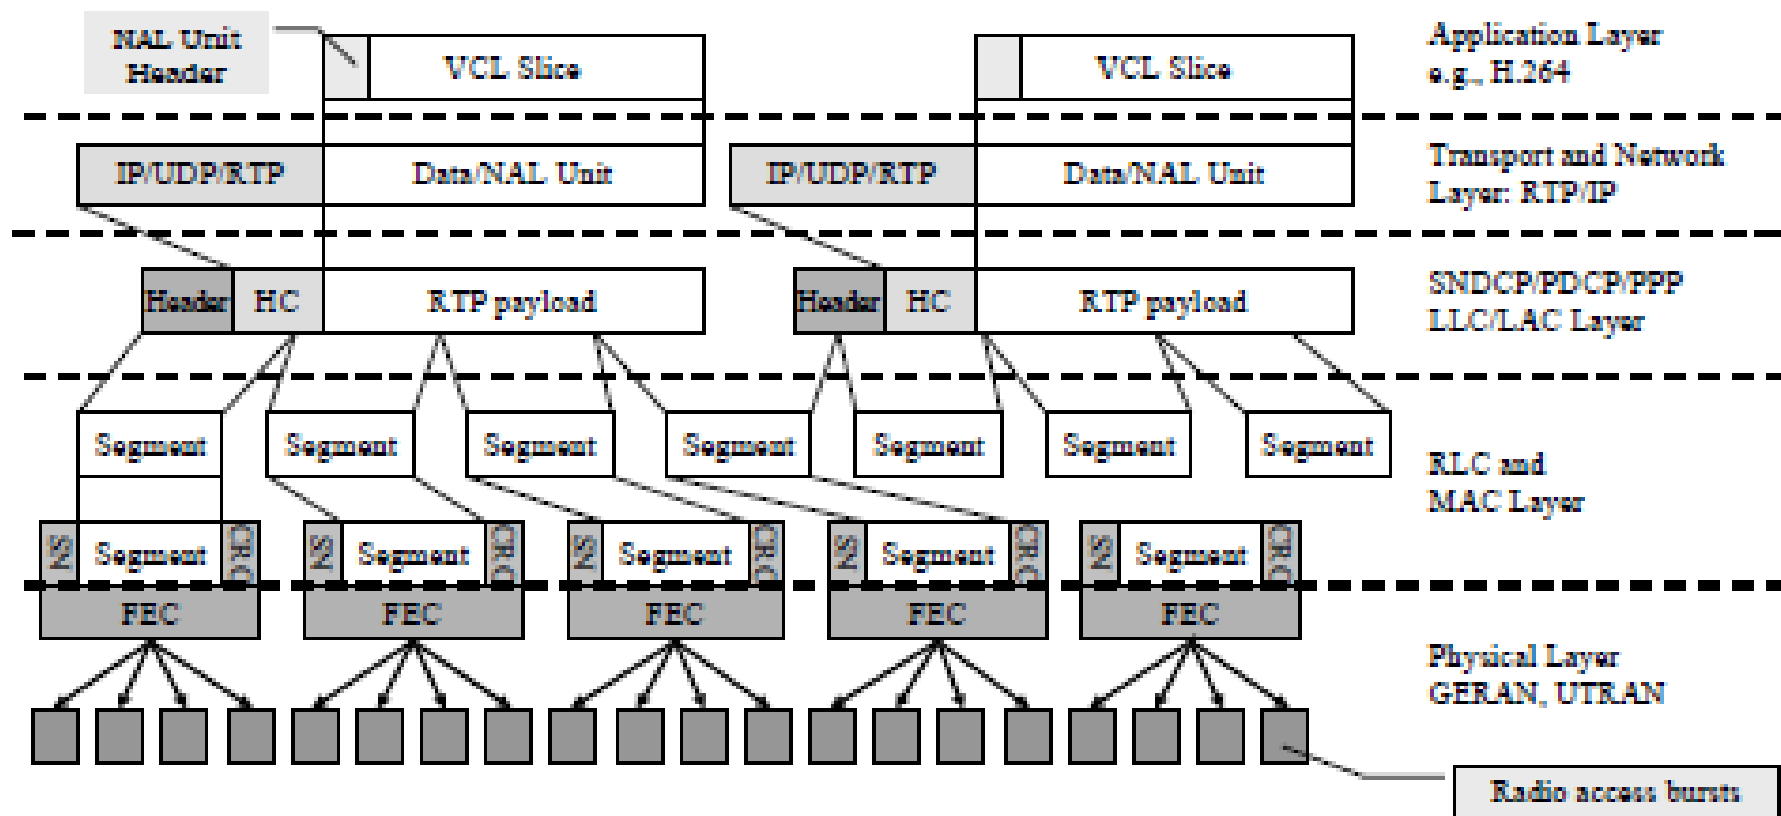 NAL Unit
Header
VCL Slice
VCL Slice
Application Layer
e.g., H.264
IP/UDP/RTP
Data/NAL Unit
IP/UDP/RTP
Data/NAL Unit
Transport and Network
Layer: RTP/IP
Header
HC
RTP payload
Header
HC
RTP payload
SNDCP/PDCP/PPP
LLC/LAC Layer
Segment
Segment
Segment
Segment
Segment
Segment
Segment
RLC and
MAC Layer
SN
Segment
CRC
SN
Segment
CRC
SN
Segment
CRC
SN
Segment
CRC
SN
Segment
CRC
FEC
FEC
FEC
FEC
FEC
Physical Layer
GERAN, UTRAN
Radio access bursts